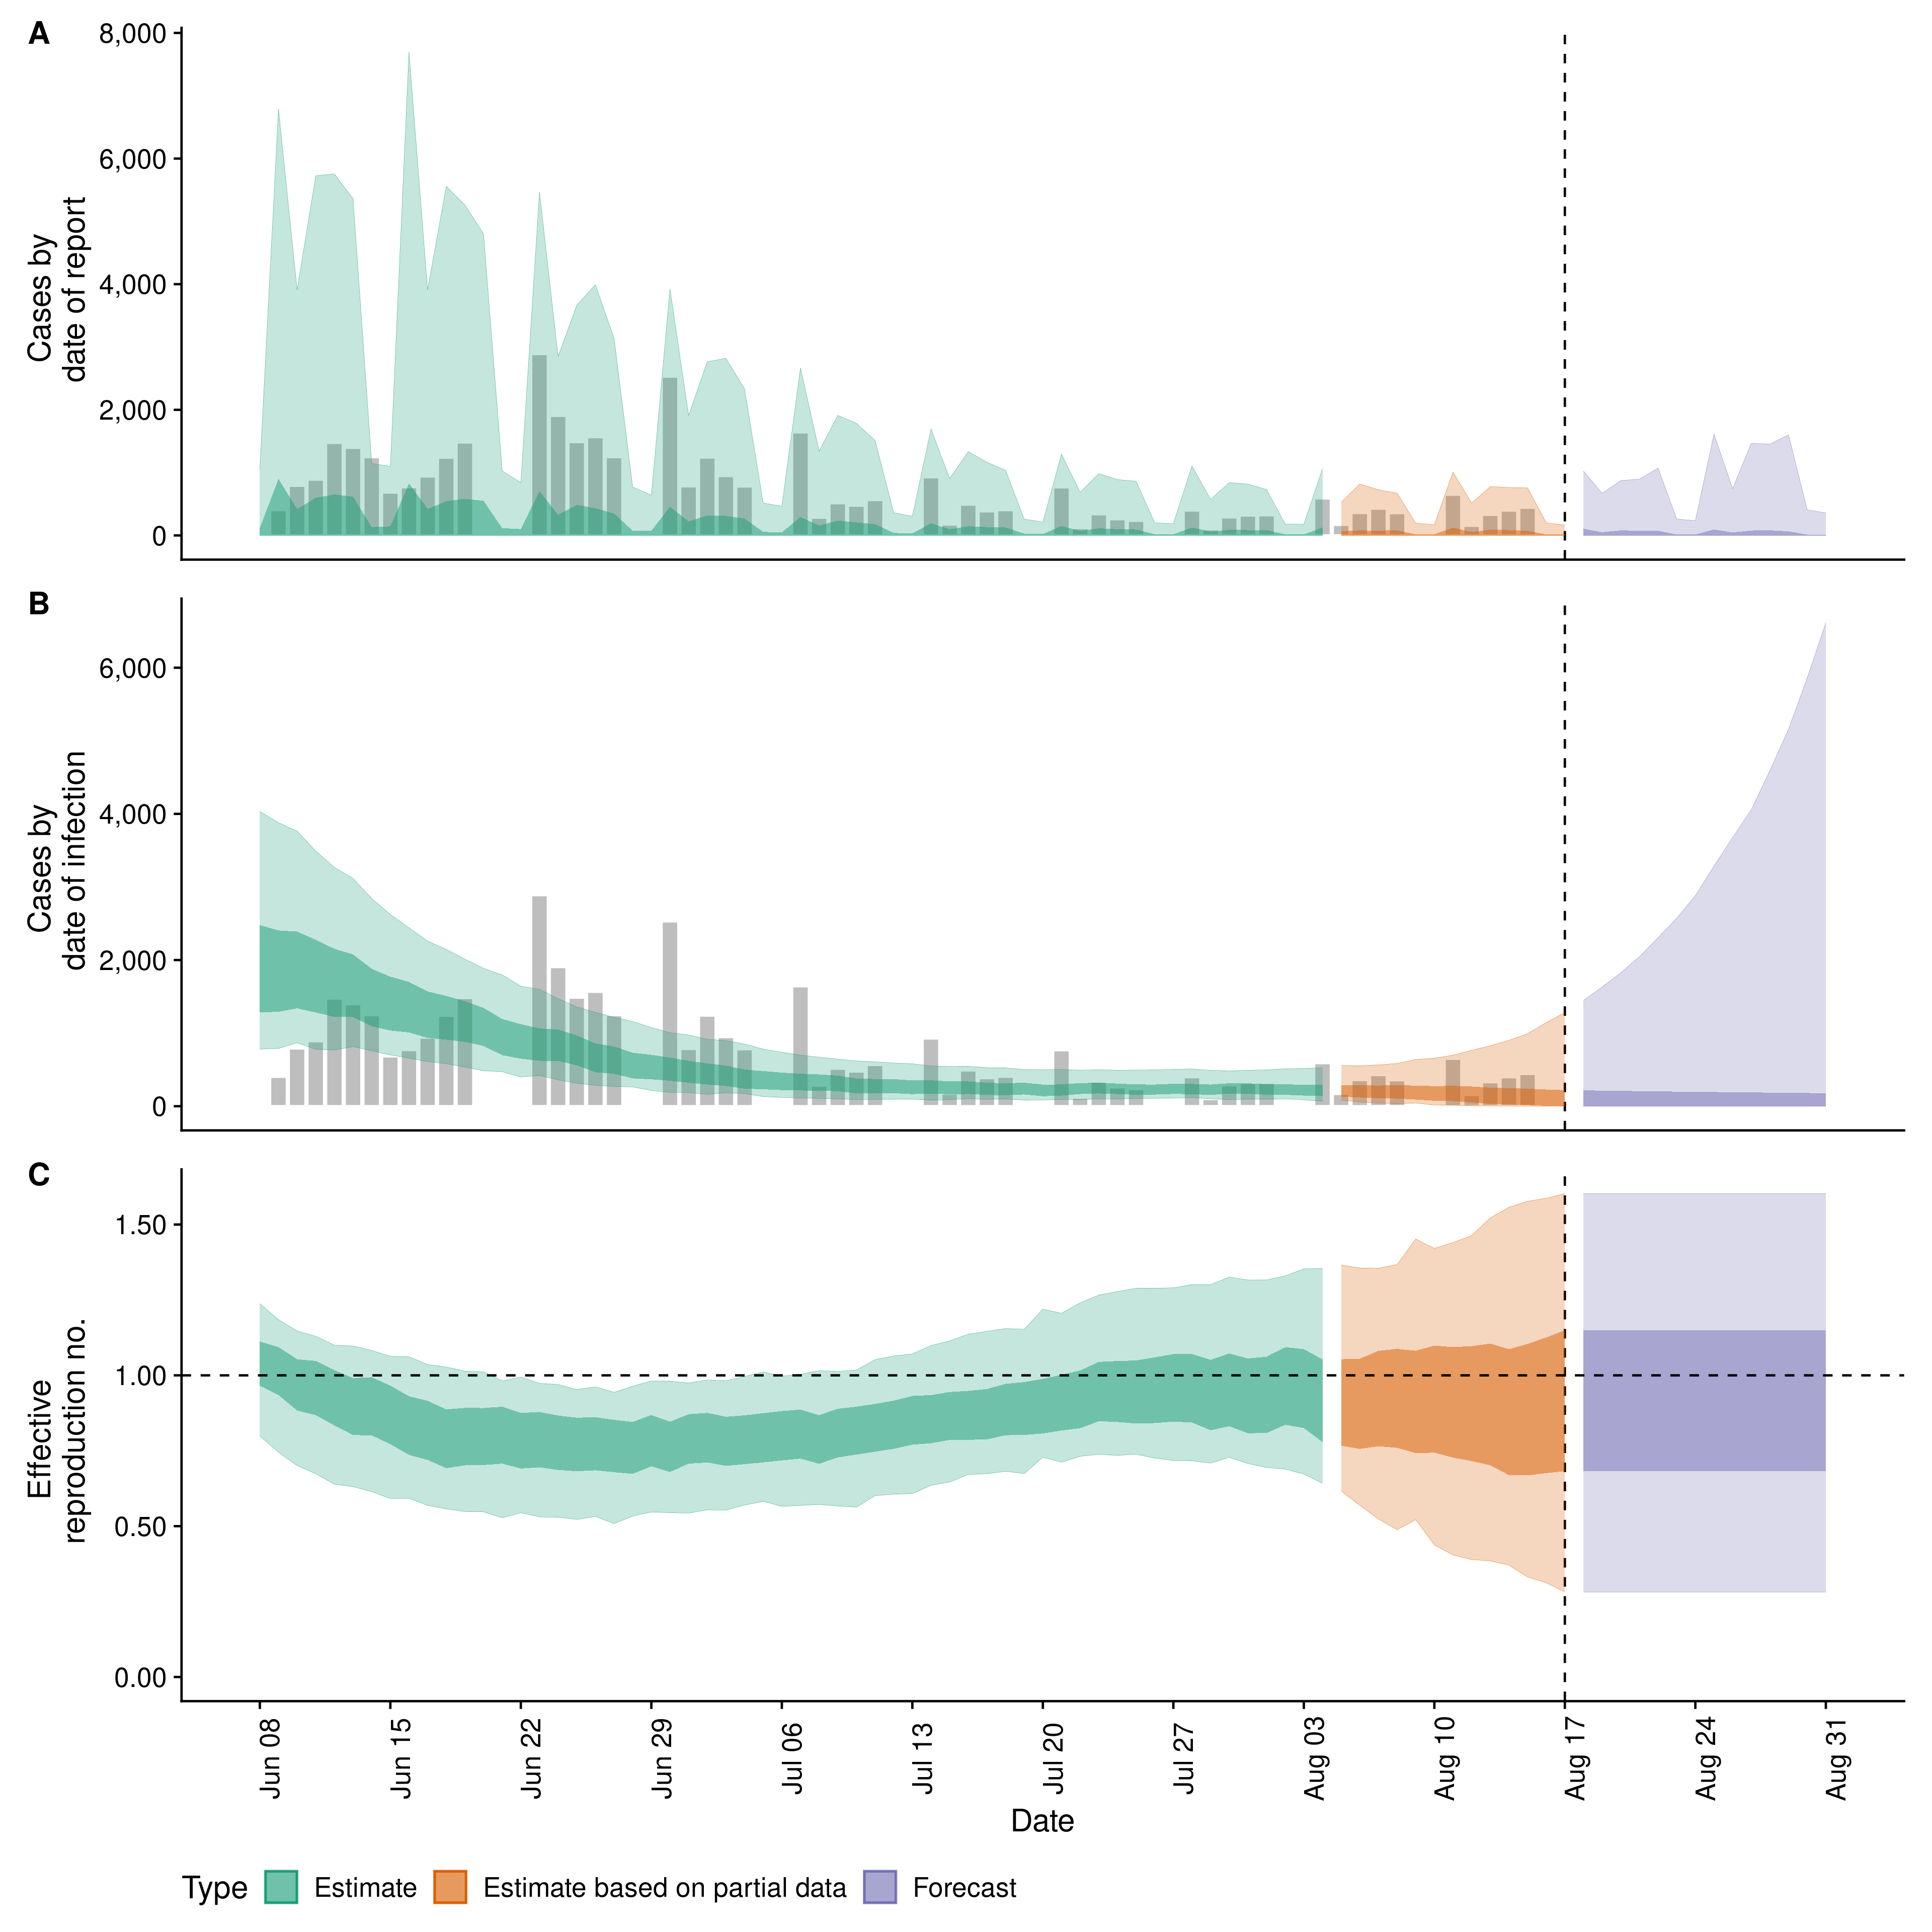 A
Cases by
date of report
8,000
6,000
4,000
2,000
0
B
Cases by
date of infection
6,000
4,000
2,000
0
C
Effective
reproduction no.
1.50
1.00
0.50
0.00
Jun 08
Jun 15
Jun 22
Jun 29
Jul 06
Jul 13
Jul 20
Jul 27
Aug 03
Aug 10
Aug 17
Aug 24
Aug 31
Date
Type Estimate Estimate based on partial data Forecast